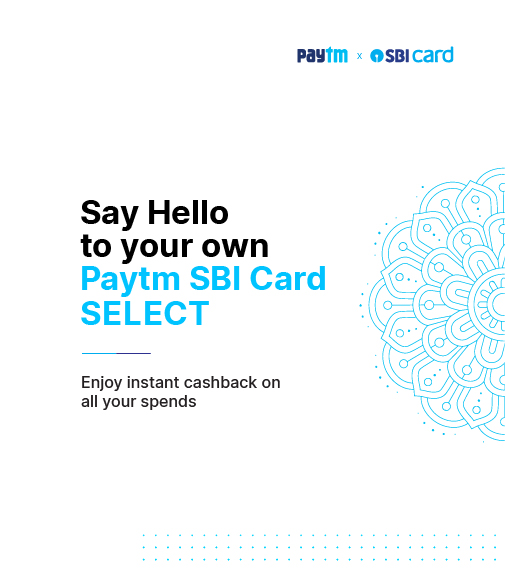 Paytm x SBI card
Say Hello
to your own
Paytm SBI Card
SELECT
Enjoy instant cashback on
all your spends